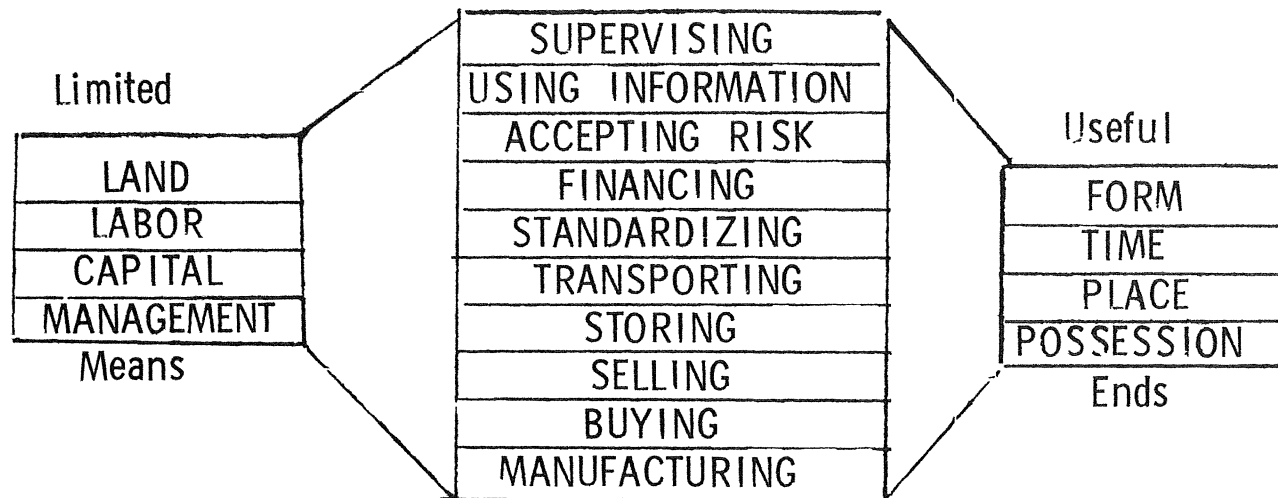 Limited
LAND
LABOR
CAPITAL
MANAGEMENT
Means
SUPERVISING
USING INFORMATION
ACCEPTING RISK
FINANCING
STANDARDIZING
TRANSPORTING
STORING
SELLING
BUYING
MANUFACTURING
Useful
FORM
TIME
PLACE
POSSESSION
Ends